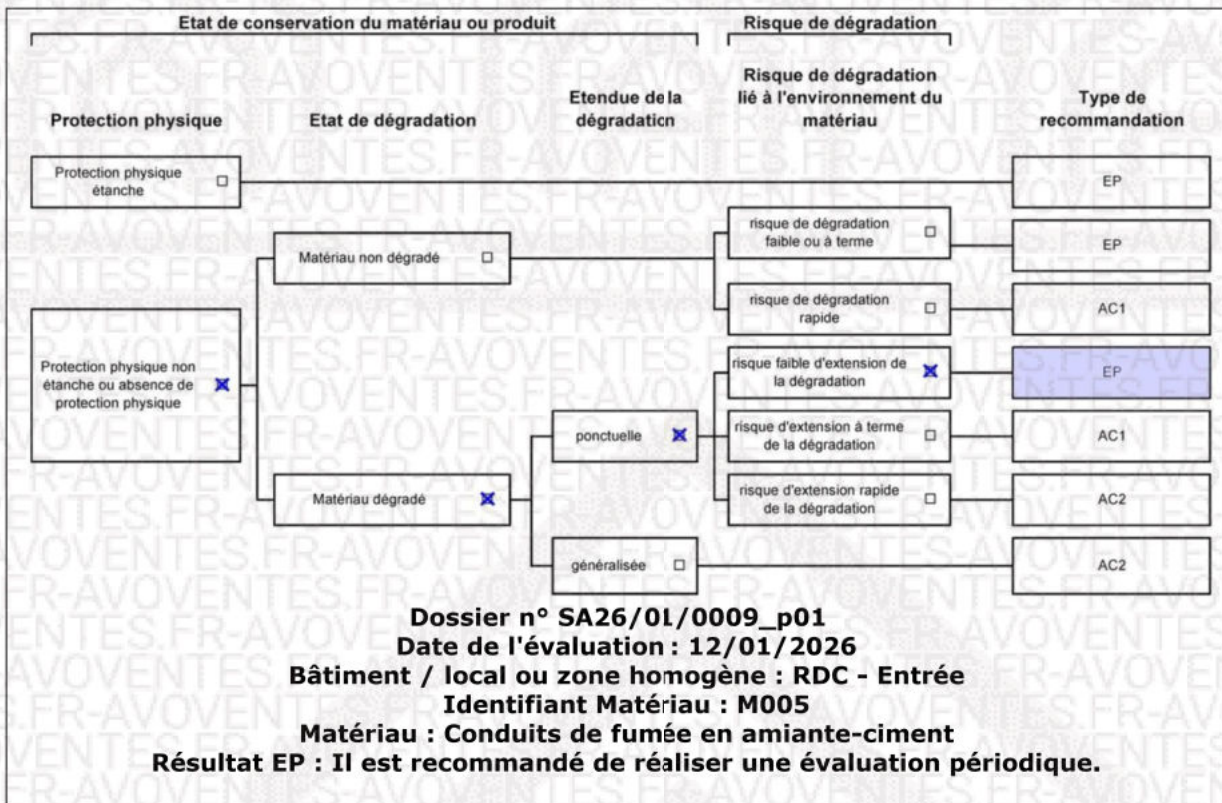 Etat de conservation du matériau ou produit
Risque de dégradation
Protection physique
Etat de dégradation
Etendue de la
dégradation
Risque de dégradation
lié à l'environnement du
matériau
Type de
recommandation
Protection physique
étanche
EP
risque de dégradation
faible ou à terme
EP
Matériau non dégradé
risque de dégradation
rapide
AC1
Protection physique non
étanche ou absence de
protection physique
risque faible d'extension de
la dégradation
EP
ponctuelle
risque d'extension à terme
de la dégradation
AC1
Matériau dégradé
risque d'extension rapide
de la dégradation
AC2
généralisée
AC2
Dossier n° SA26/01/0009_p01
Date de l'évaluation : 12/01/2026
Bâtiment / local ou zone homogène : RDC - Entrée
Identifiant Matériau : M005
Matériau : Conduits de fumée en amiante-ciment
Résultat EP : Il est recommandé de réaliser une évaluation périodique.